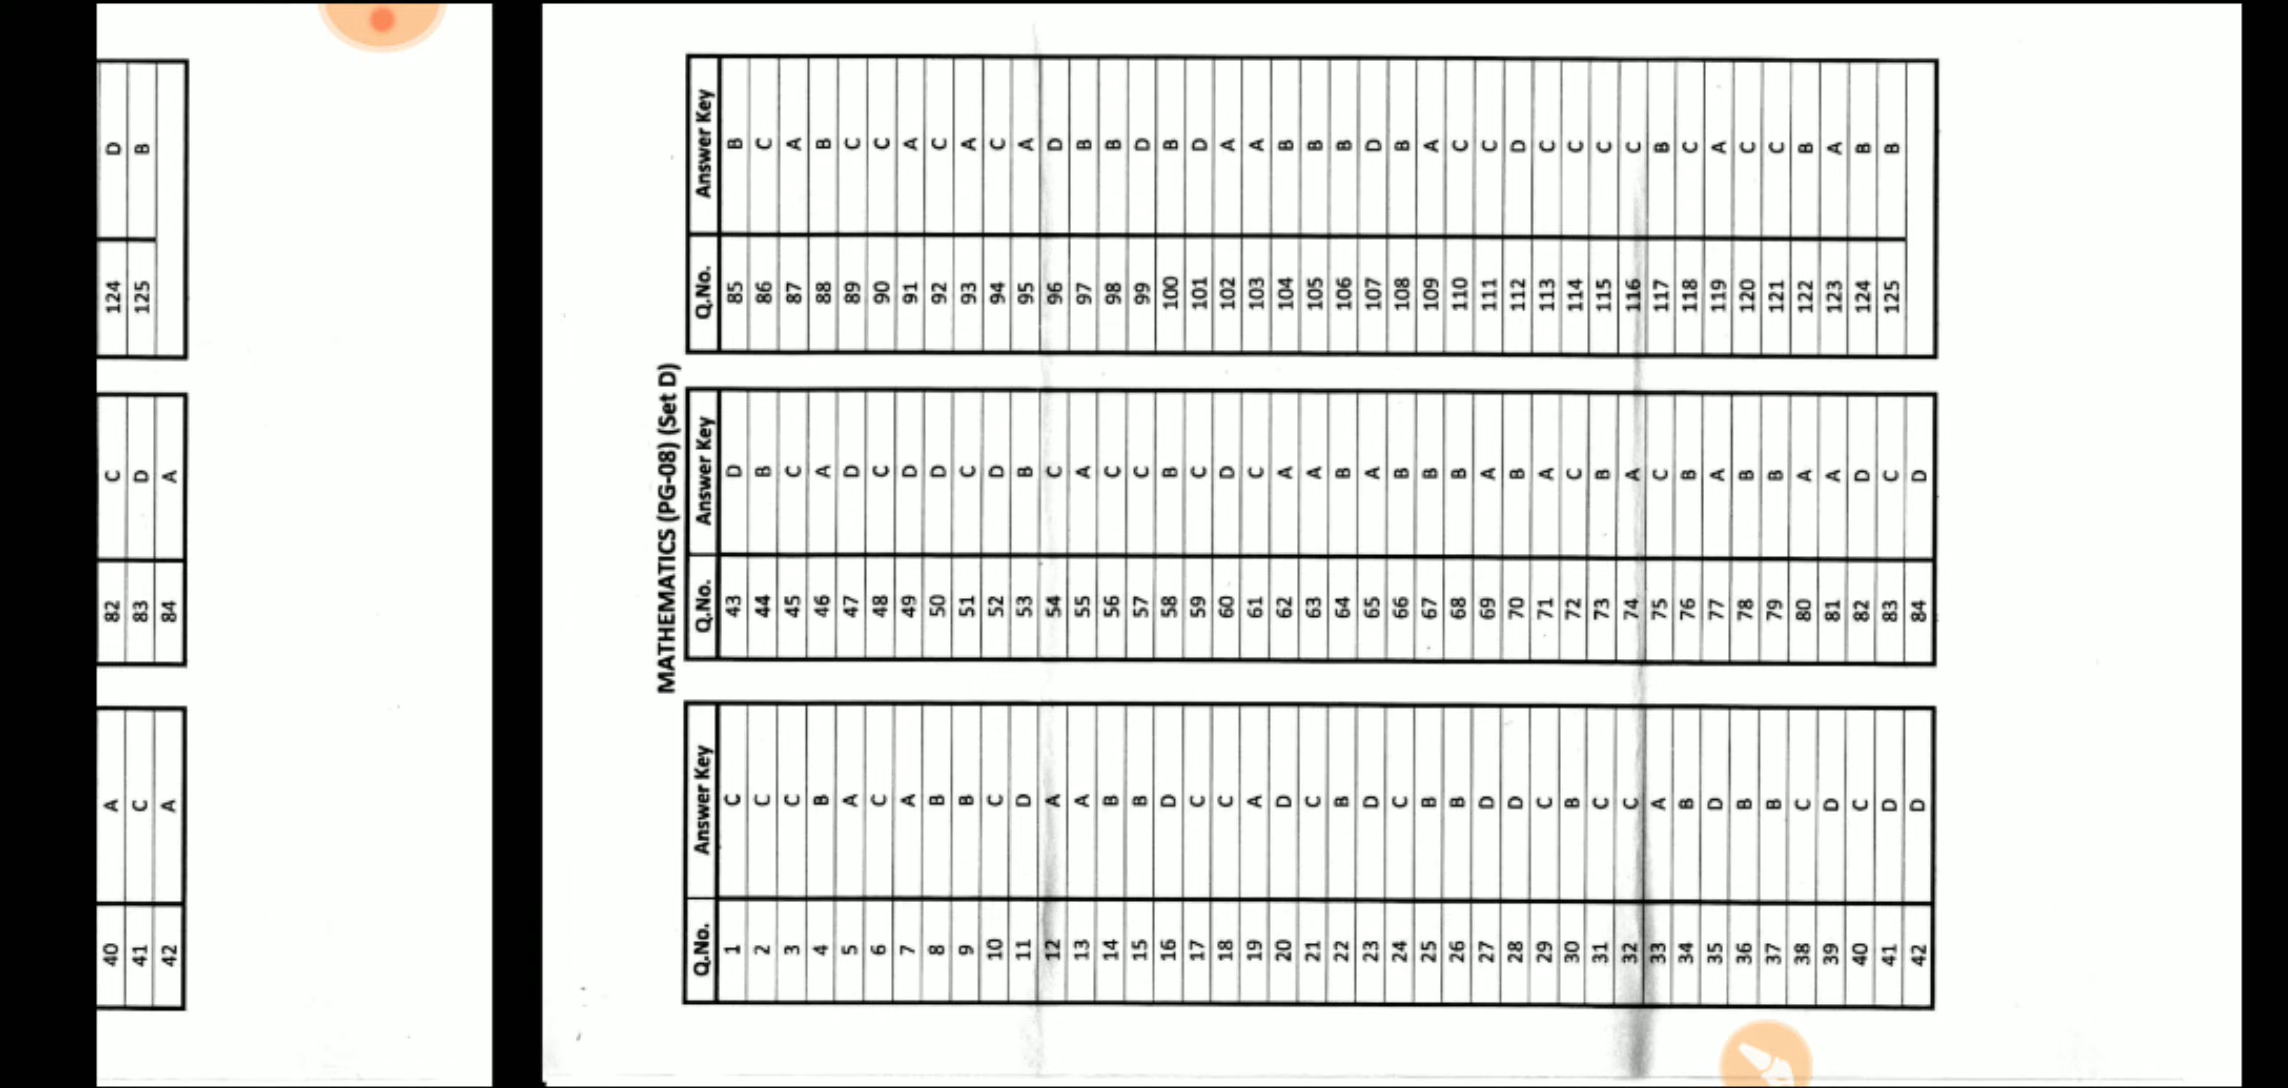 40 A 82 C 124 D
41 C 83 D 125 B
42 A 84 A
MATHEMATICS (PG-08) (Set D)
Q.No. Answer Key Q.No. Answer Key Q.No. Answer Key
1 C 43 D 85 B
2 C 44 B 86 C
3 C 45 C 87 A
4 B 46 A 88 B
5 A 47 D 89 C
6 C 48 C 90 C
7 A 49 D 91 A
8 B 50 D 92 C
9 B 51 C 93 A
10 C 52 D 94 C
11 D 53 B 95 A
12 A 54 C 96 D
13 A 55 A 97 B
14 B 56 C 98 B
15 B 57 C 99 D
16 D 58 B 100 B
17 C 59 C 101 D
18 C 60 D 102 A
19 A 61 C 103 A
20 D 62 A 104 B
21 C 63 A 105 B
22 B 64 B 106 B
23 D 65 A 107 D
24 C 66 B 108 B
25 B 67 B 109 A
26 B 68 B 110 C
27 D 69 A 111 C
28 D 70 B 112 D
29 C 71 A 113 C
30 B 72 C 114 C
31 C 73 B 115 C
32 C 74 A 116 C
33 A 75 C 117 B
34 B 76 B 118 C
35 D 77 A 119 A
36 B 78 B 120 C
37 B 79 B 121 C
38 C 80 A 122 B
39 D 81 A 123 A
40 C 82 D 124 B
41 D 83 C 125 B
42 D 84 D